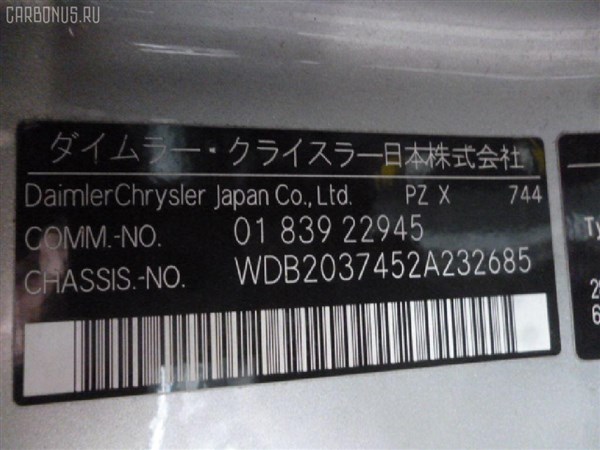 CARBONUS.RU
ダイムラー・クライスラー日本株式会社
DaimlerChrysler Japan Co., Ltd. PZ X 744
COMM.-NO. 01 839 22945
CHASSIS.-NO. WDB2037452A232685